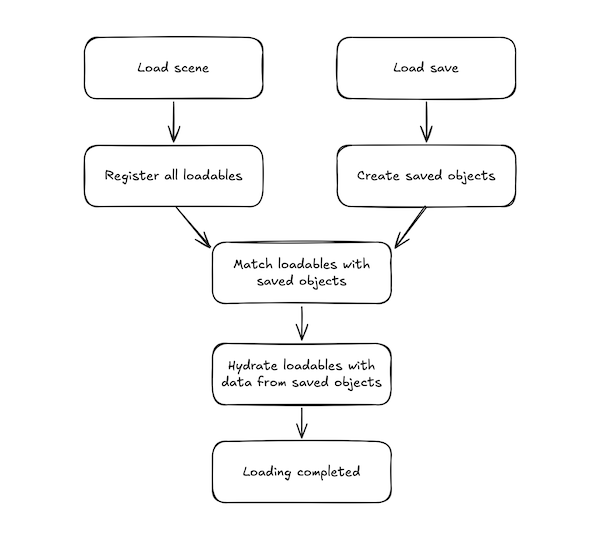 Load scene
Load save
Register all loadables
Create saved objects
Match loadables with
saved objects
Hydrate loadables with
data from saved objects
Loading completed